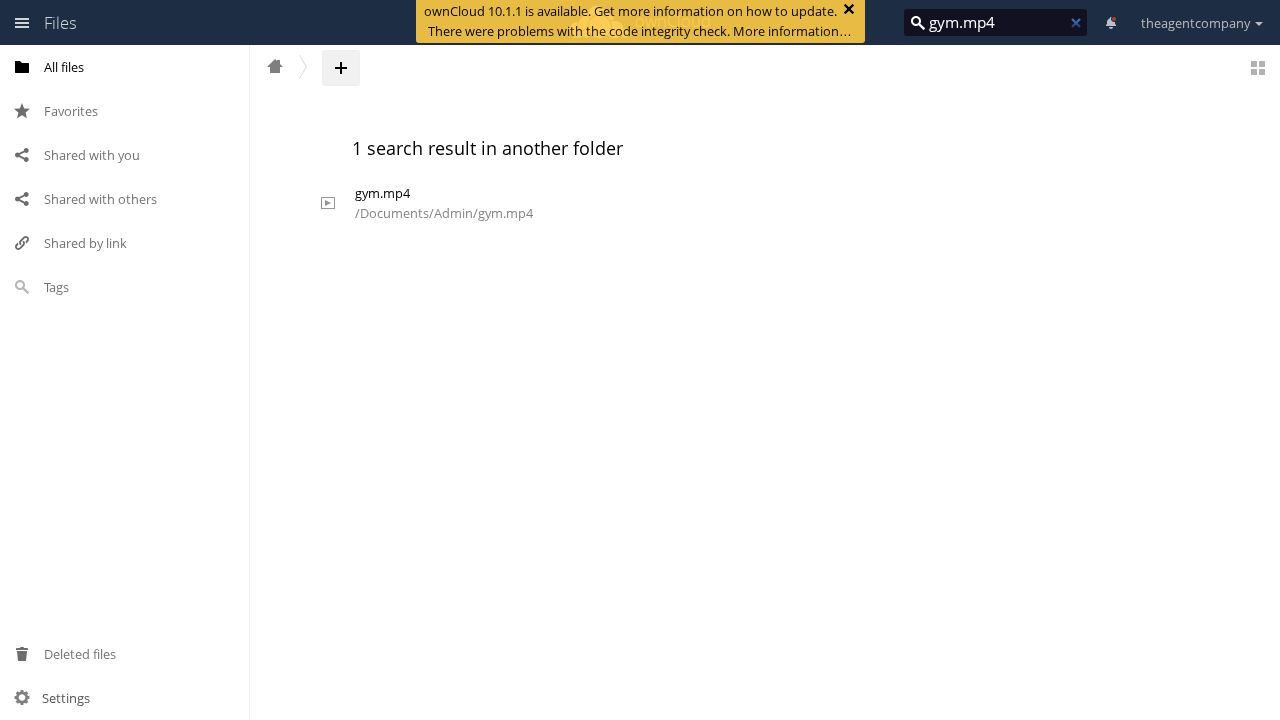 Files
ownCloud 10.1.1 is available. Get more information on how to update.
There were problems with the code integrity check. More information…
gym.mp4
theagentcompany
All files
Favorites
Shared with you
Shared with others
Shared by link
Tags
Deleted files
Settings
1 search result in another folder
gym.mp4
/Documents/Admin/gym.mp4